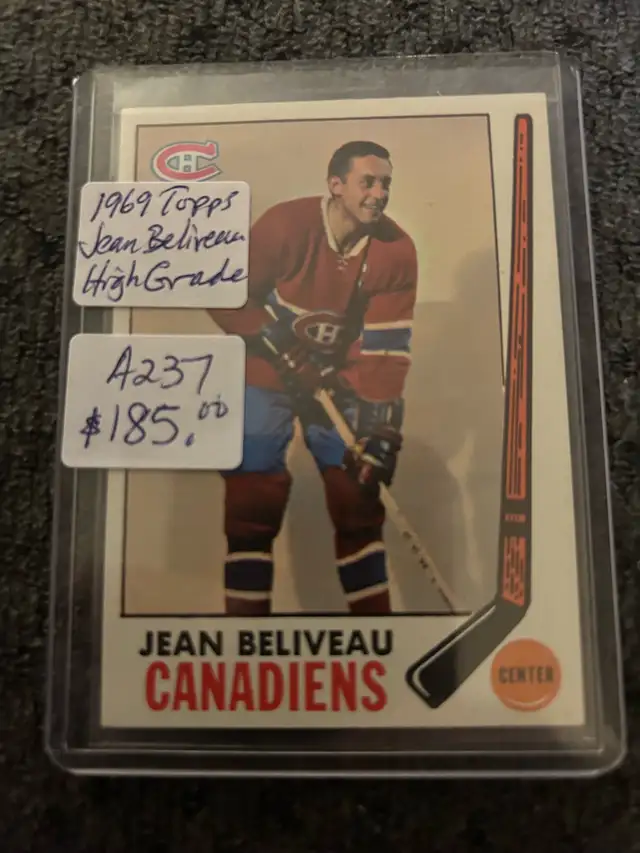 1969 Topps
Jean Beliveau
High Grade
A237
$185.00
JEAN BELIVEAU
CANADIENS
CENTER